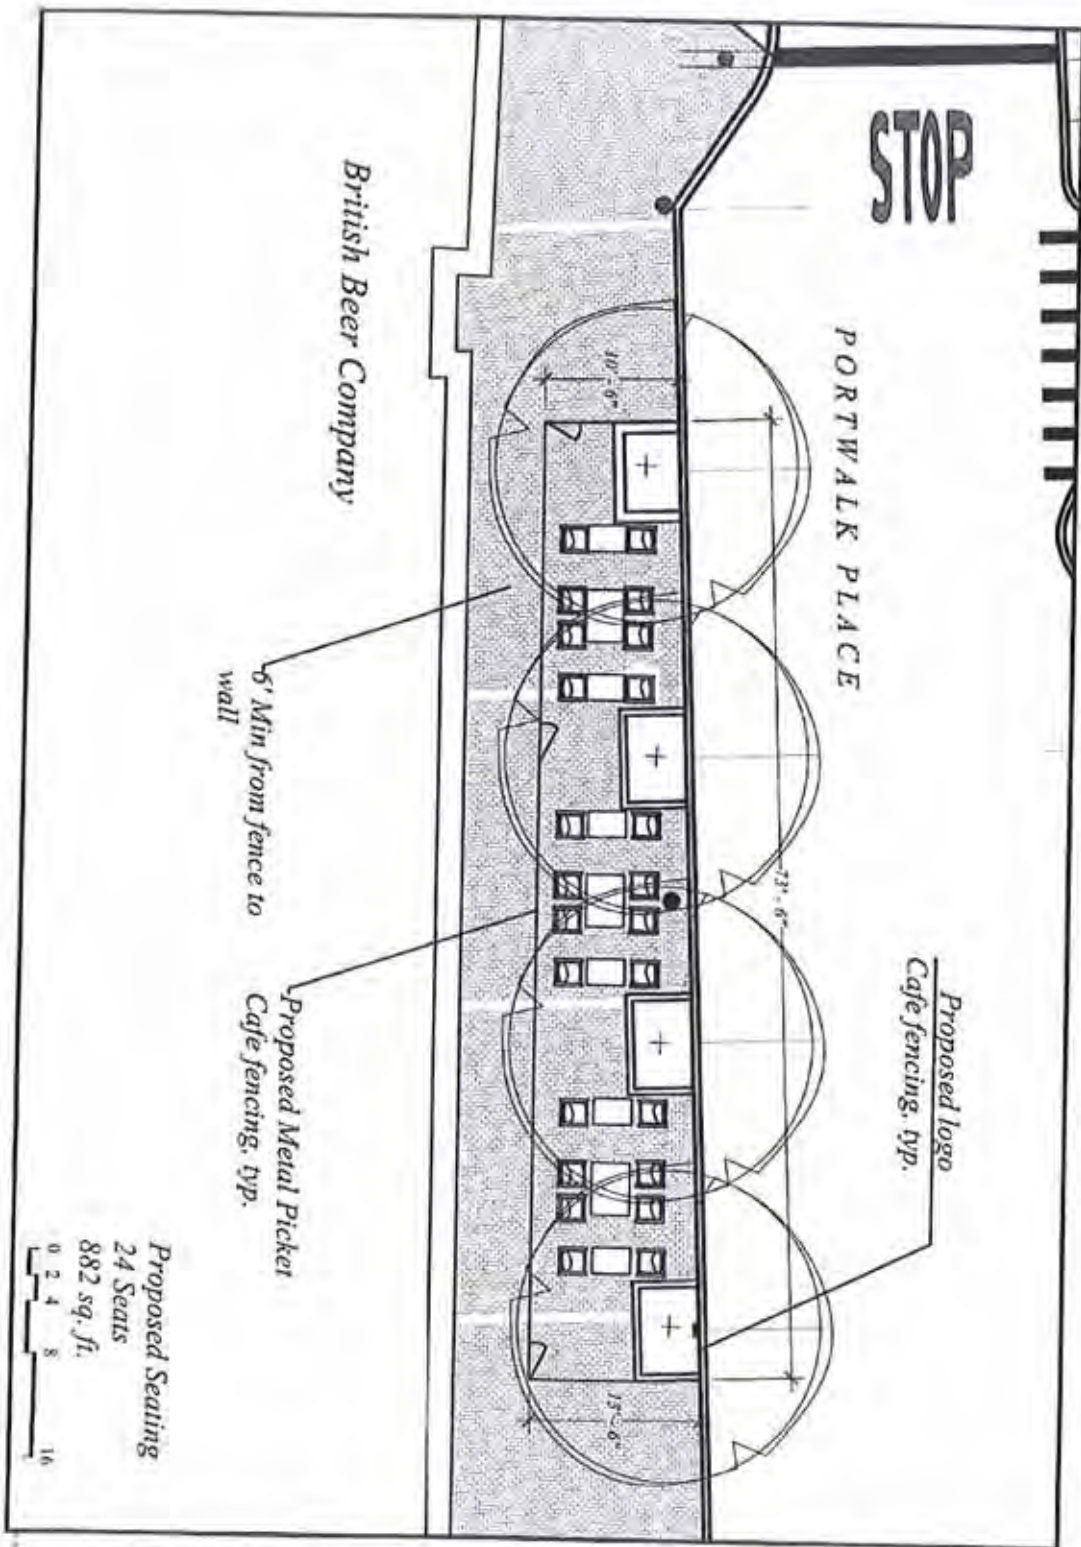 STOP
PORTWALK PLACE
British Beer Company
10'- 6"
73'- 6"
13'- 6"
6' Min from fence to
wall
Proposed Metal Picket
Cafe fencing, typ.
Proposed logo
Cafe fencing, typ.
Proposed Seating
24 Seats
882 sq. ft.
0 2 4 8 16